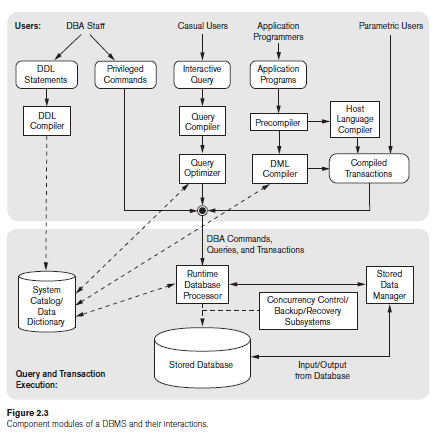 Users:
DBA Staff
Casual Users
Application
Programmers
Parametric Users
DDL
Statements
Privileged
Commands
Interactive
Query
Application
Programs
DDL
Compiler
Query
Compiler
Precompiler
Host
Language
Compiler
Query
Optimizer
DML
Compiler
Compiled
Transactions
DBA Commands,
Queries, and Transactions
System
Catalog/
Data
Dictionary
Runtime
Database
Processor
Stored
Data
Manager
Concurrency Control/
Backup/Recovery
Subsystems
Stored Database
Input/Output
from Database
Query and Transaction
Execution:
Figure 2.3
Component modules of a DBMS and their interactions.